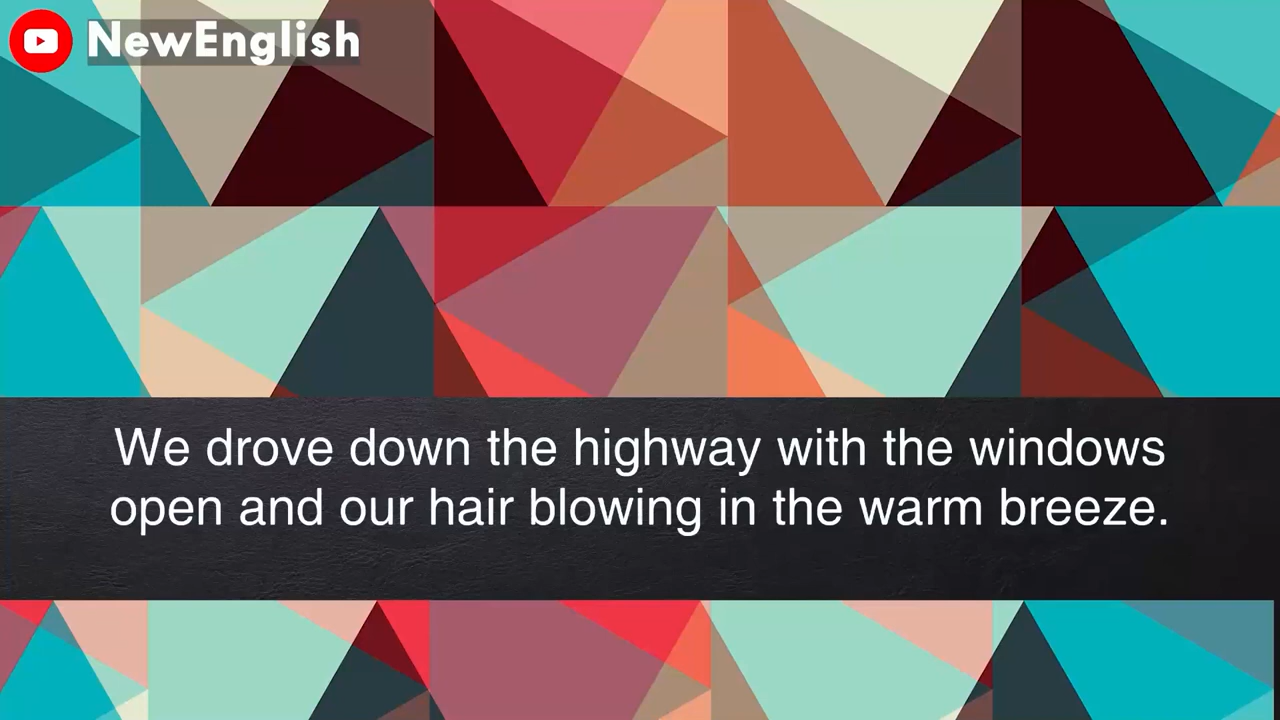 NewEnglish
We drove down the highway with the windows
open and our hair blowing in the warm breeze.